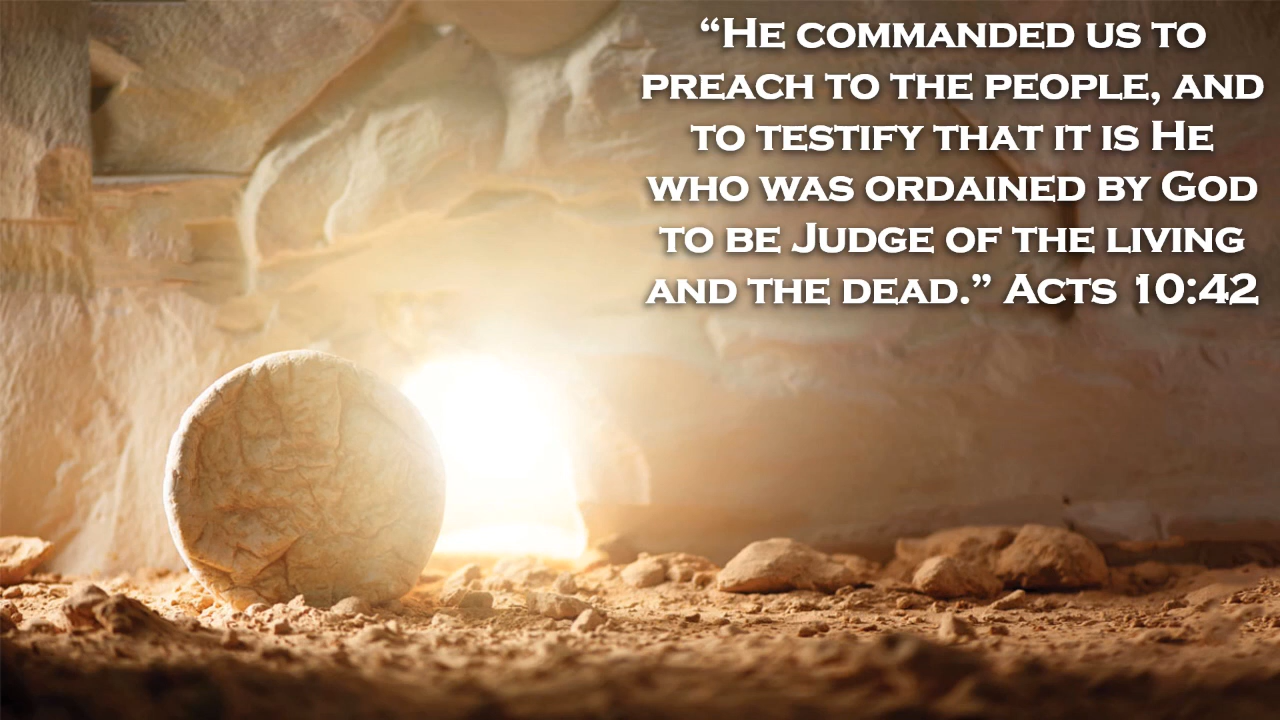 “He commanded us to
preach to the people, and
to testify that it is He
who was ordained by God
to be Judge of the living
and the dead.” Acts 10:42